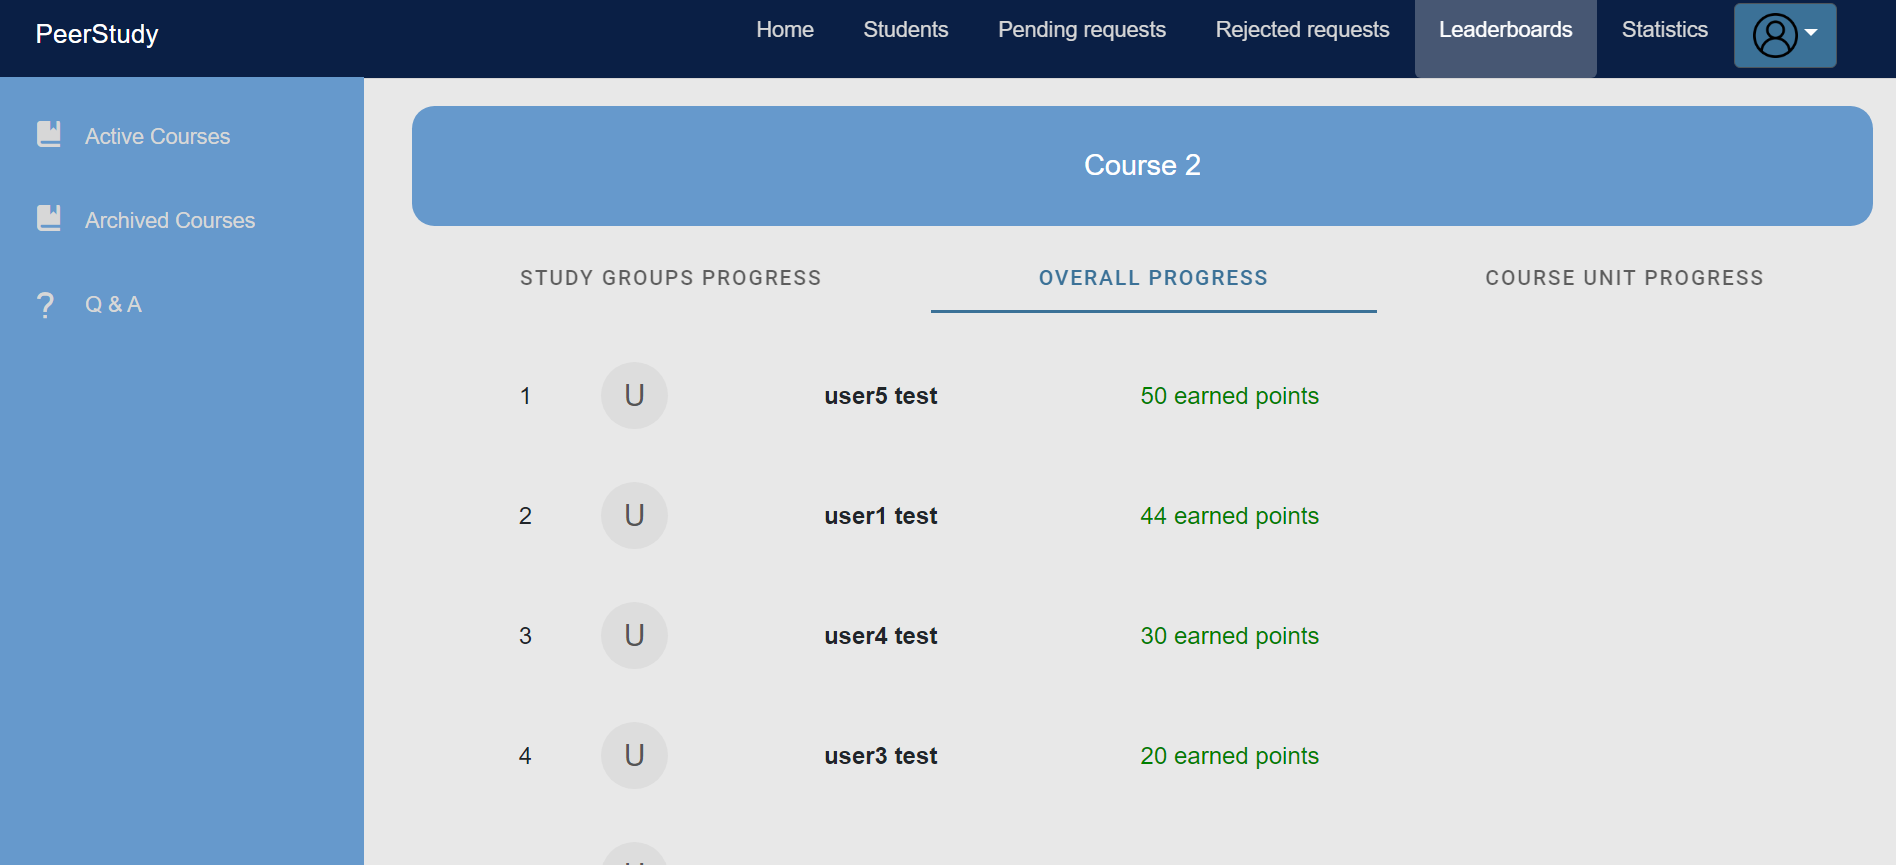 PeerStudy
Home Students Pending requests Rejected requests Leaderboards Statistics
Active Courses
Archived Courses
? Q & A
Course 2
STUDY GROUPS PROGRESS OVERALL PROGRESS COURSE UNIT PROGRESS
1 U user5 test 50 earned points
2 U user1 test 44 earned points
3 U user4 test 30 earned points
4 U user3 test 20 earned points